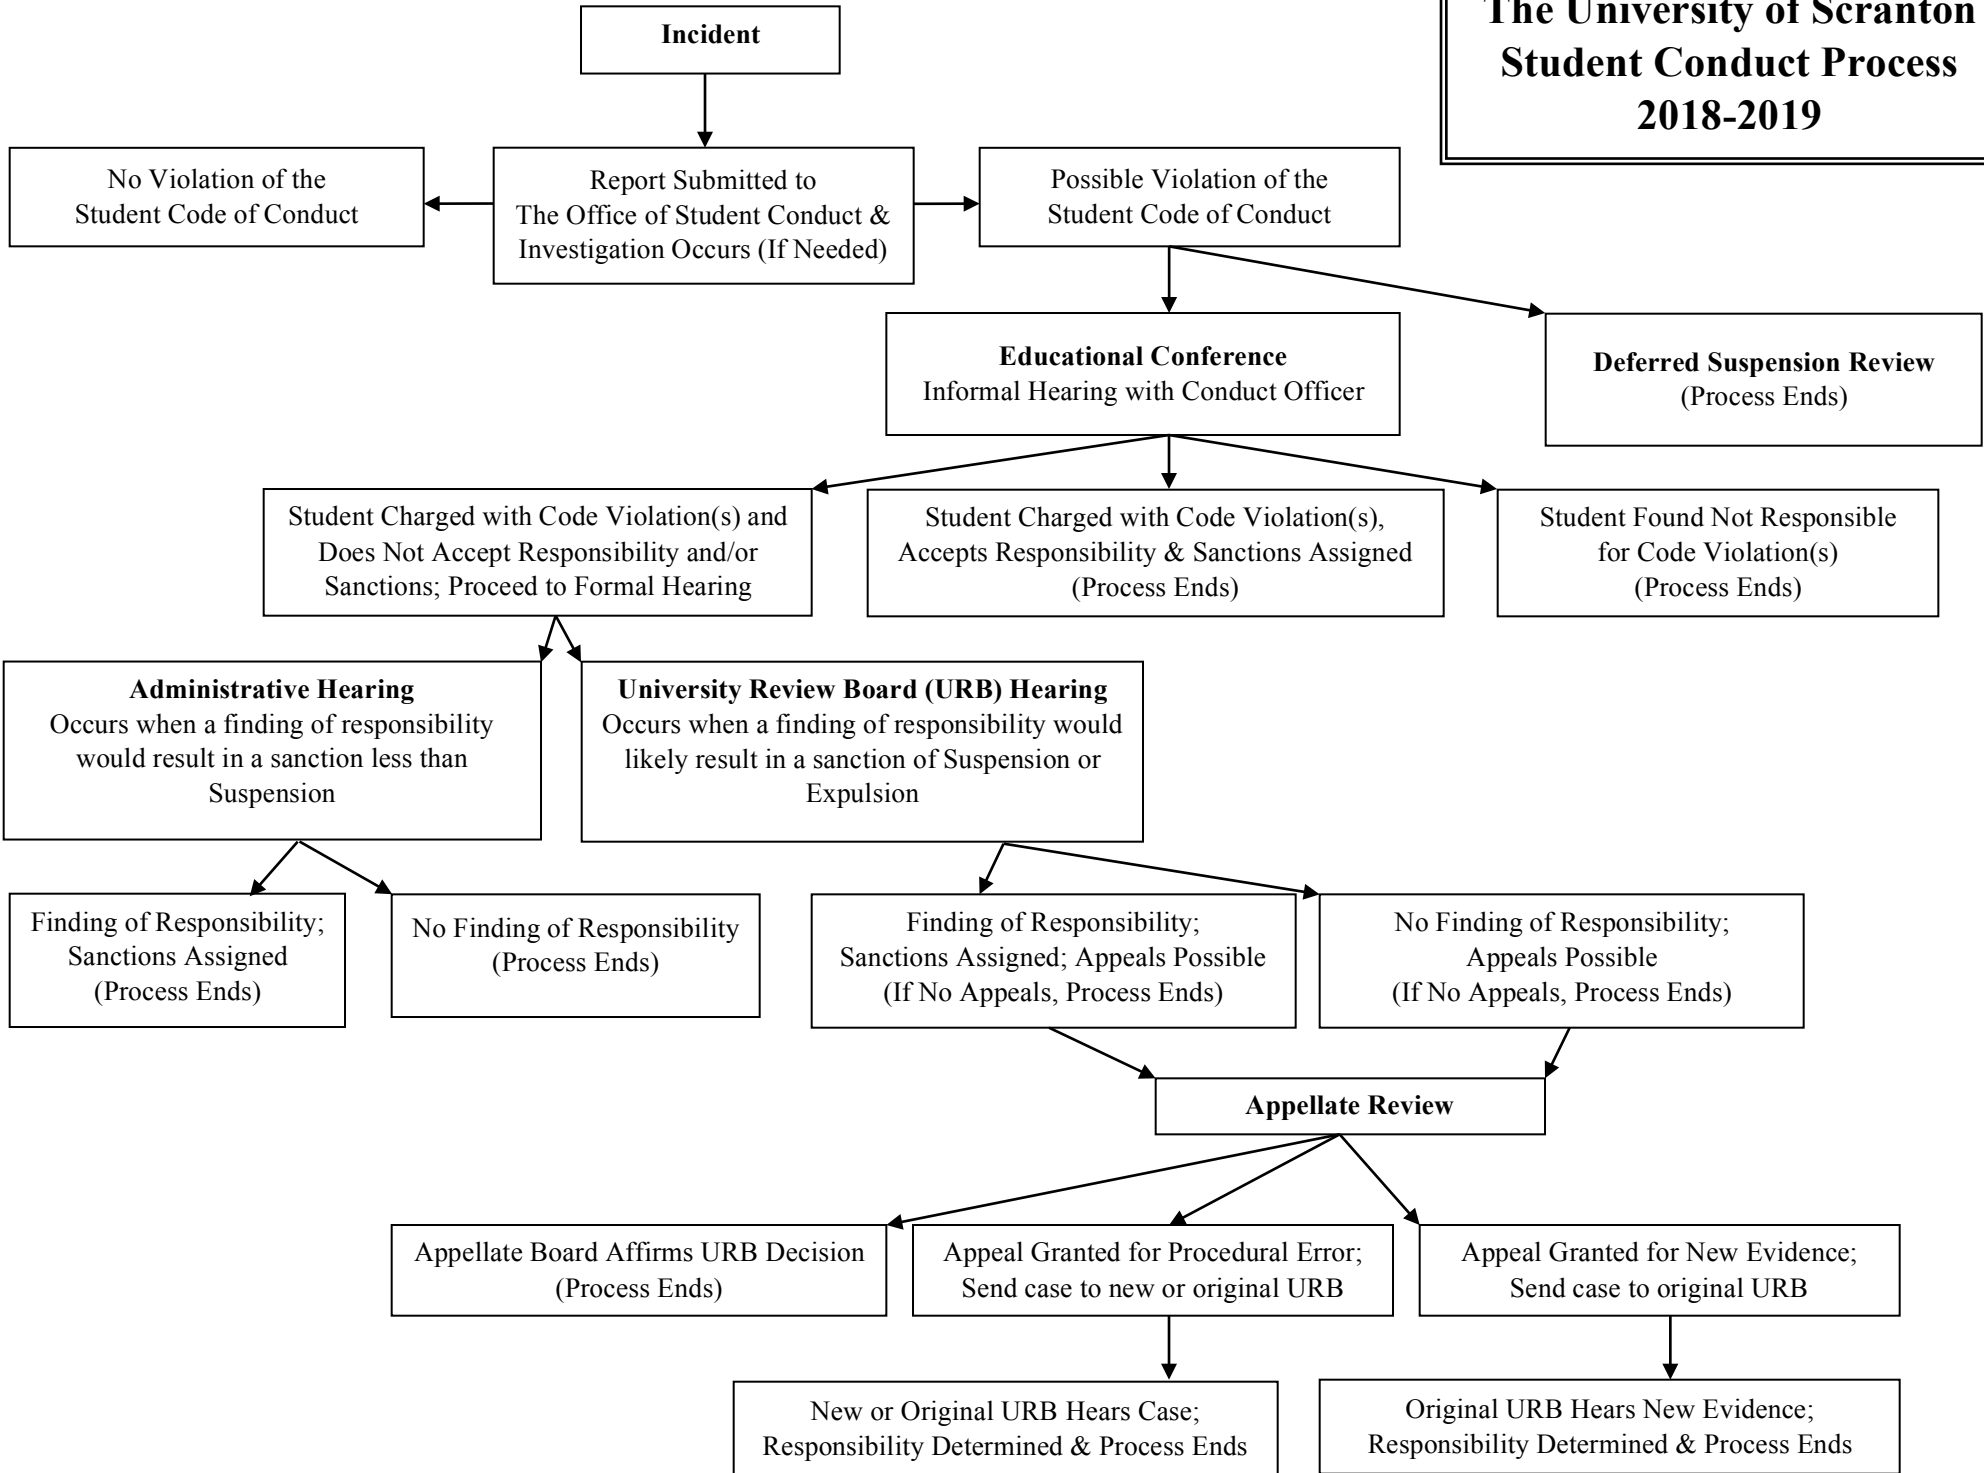 The University of Scranton
Student Conduct Process
2018-2019
Incident
No Violation of the
Student Code of Conduct
Report Submitted to
The Office of Student Conduct &
Investigation Occurs (If Needed)
Possible Violation of the
Student Code of Conduct
Educational Conference
Informal Hearing with Conduct Officer
Deferred Suspension Review
(Process Ends)
Student Charged with Code Violation(s) and
Does Not Accept Responsibility and/or
Sanctions; Proceed to Formal Hearing
Student Charged with Code Violation(s),
Accepts Responsibility & Sanctions Assigned
(Process Ends)
Student Found Not Responsible
for Code Violation(s)
(Process Ends)
Administrative Hearing
Occurs when a finding of responsibility
would result in a sanction less than
Suspension
University Review Board (URB) Hearing
Occurs when a finding of responsibility would
likely result in a sanction of Suspension or
Expulsion
Finding of Responsibility;
Sanctions Assigned
(Process Ends)
No Finding of Responsibility
(Process Ends)
Finding of Responsibility;
Sanctions Assigned; Appeals Possible
(If No Appeals, Process Ends)
No Finding of Responsibility;
Appeals Possible
(If No Appeals, Process Ends)
Appellate Review
Appellate Board Affirms URB Decision
(Process Ends)
Appeal Granted for Procedural Error;
Send case to new or original URB
Appeal Granted for New Evidence;
Send case to original URB
New or Original URB Hears Case;
Responsibility Determined & Process Ends
Original URB Hears New Evidence;
Responsibility Determined & Process Ends